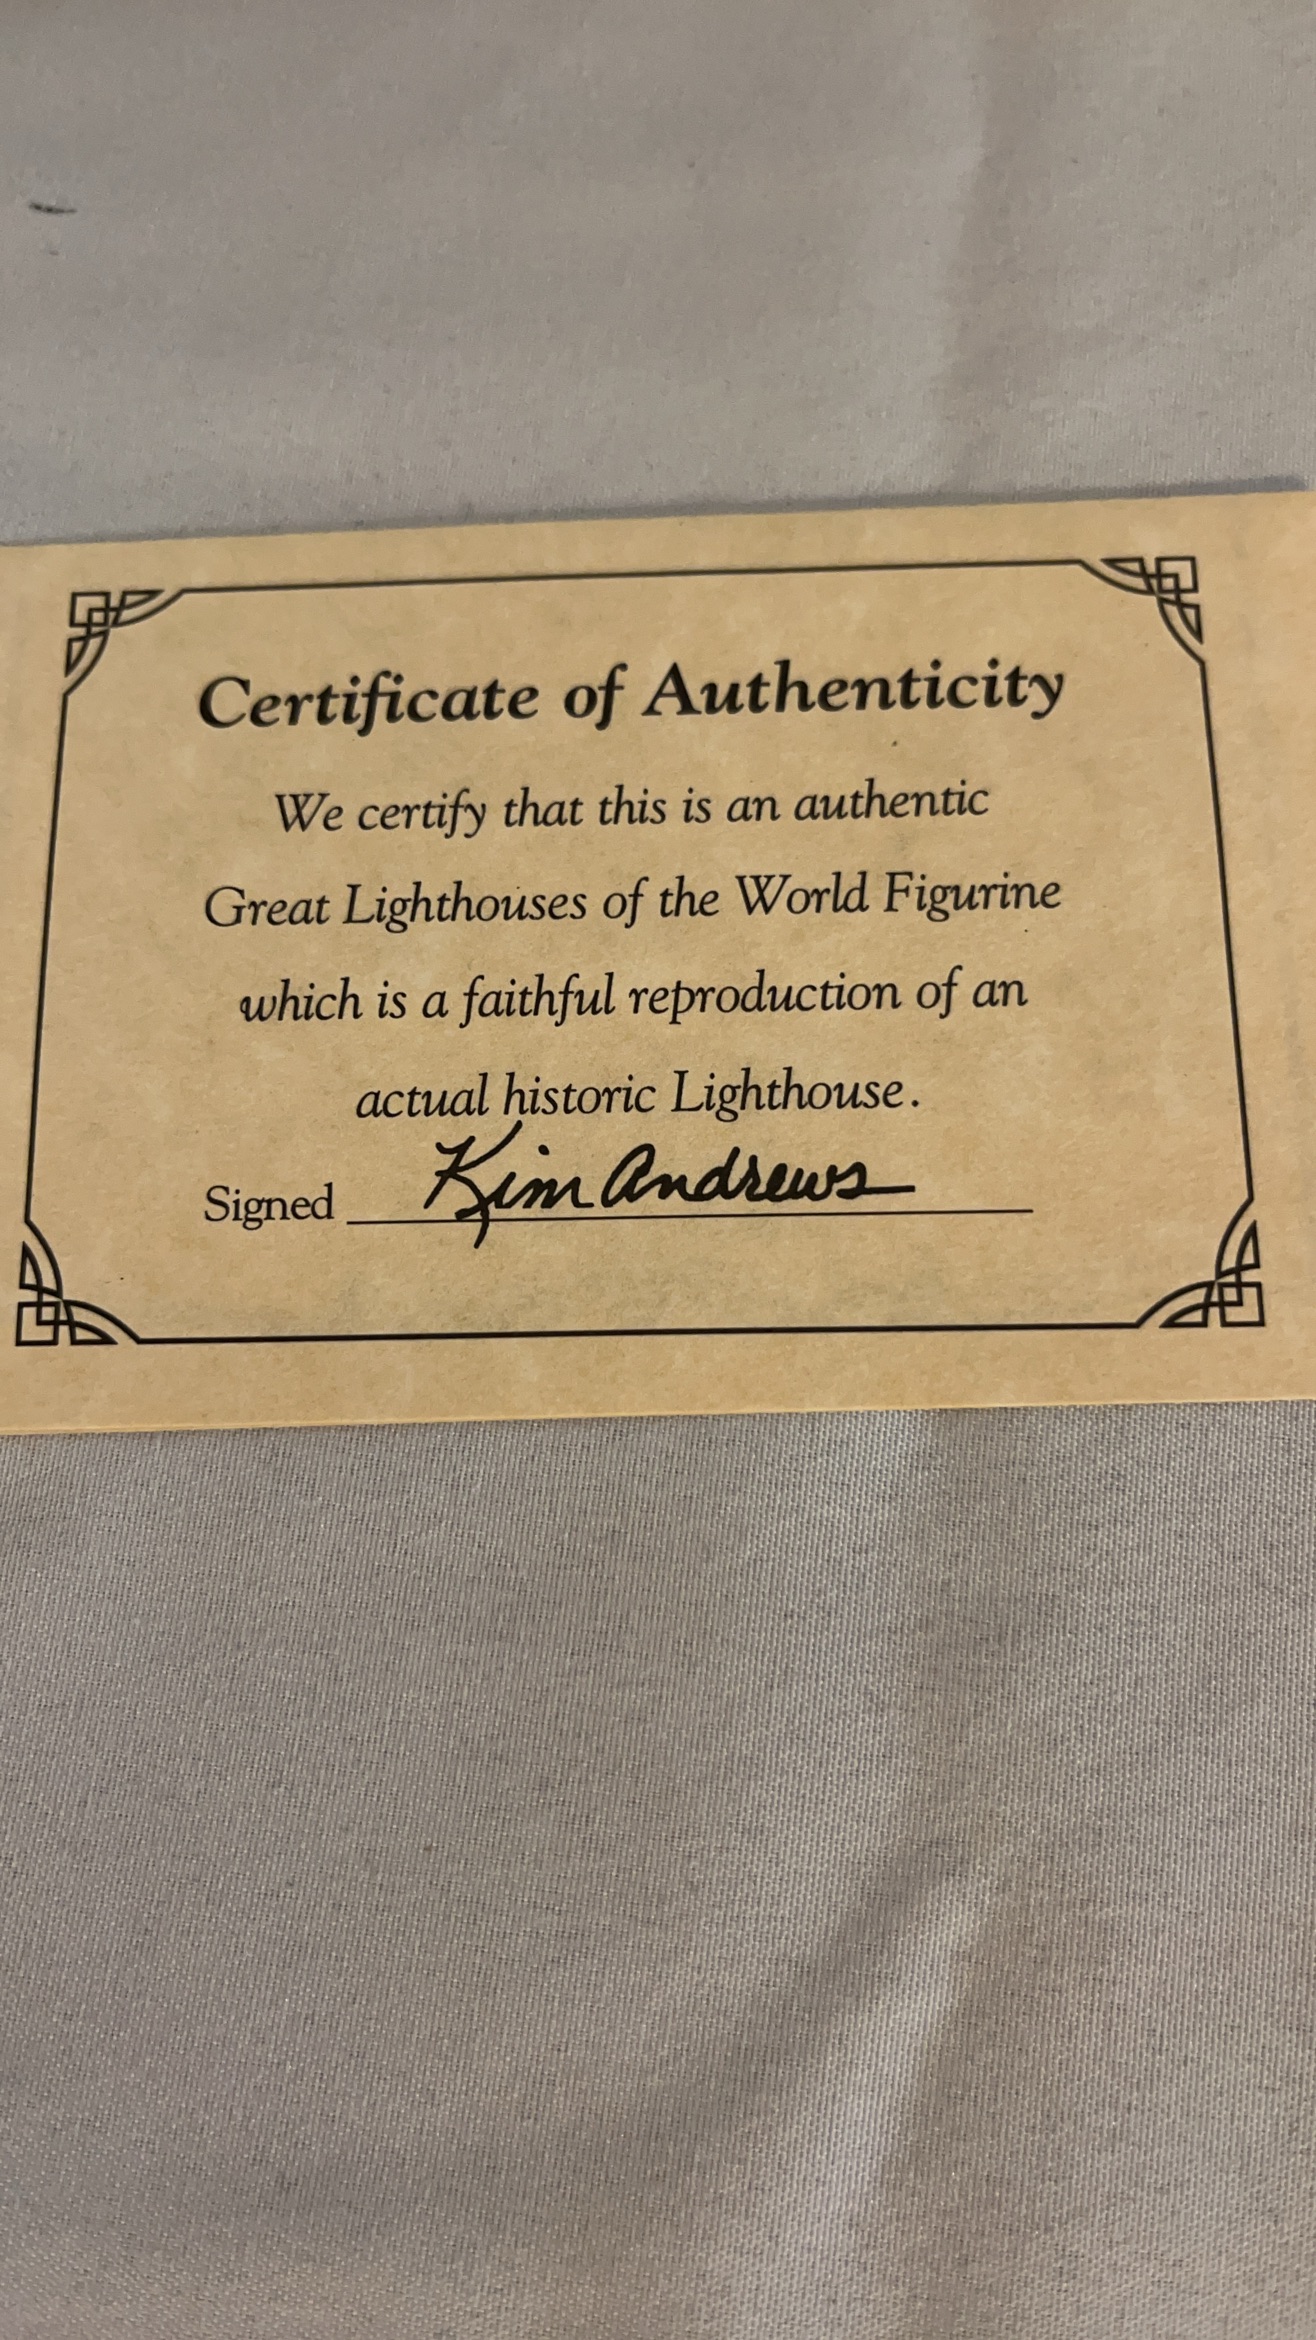 Certificate of Authenticity
We certify that this is an authentic
Great Lighthouses of the World Figurine
which is a faithful reproduction of an
actual historic Lighthouse.
Signed Kim Andrews